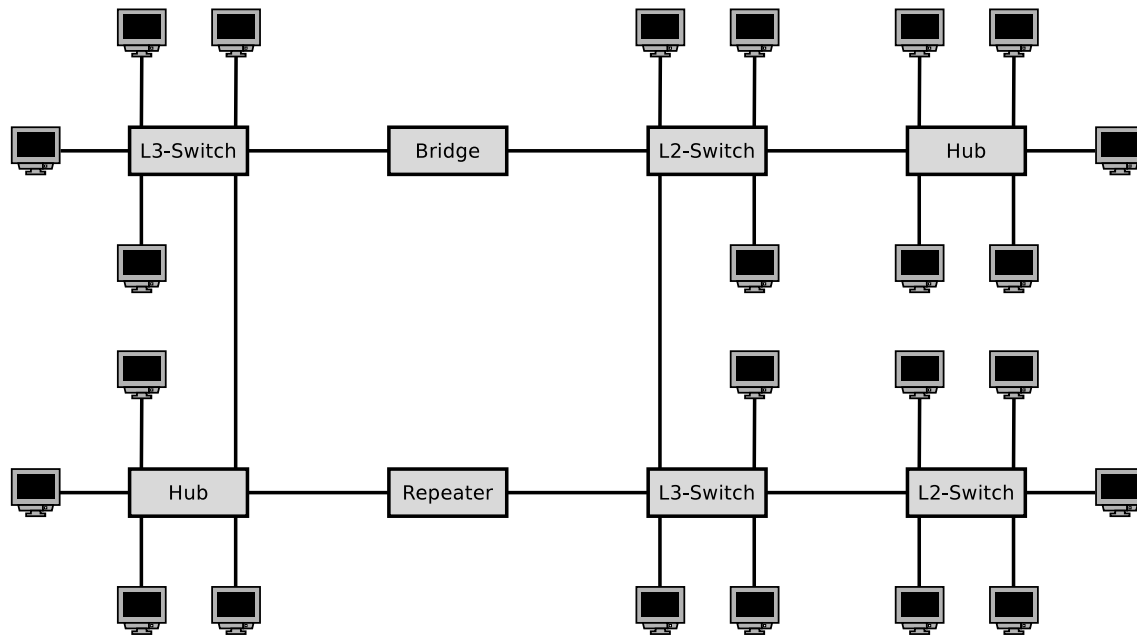 L3-Switch
Bridge
L2-Switch
Hub
Hub
Repeater
L3-Switch
L2-Switch